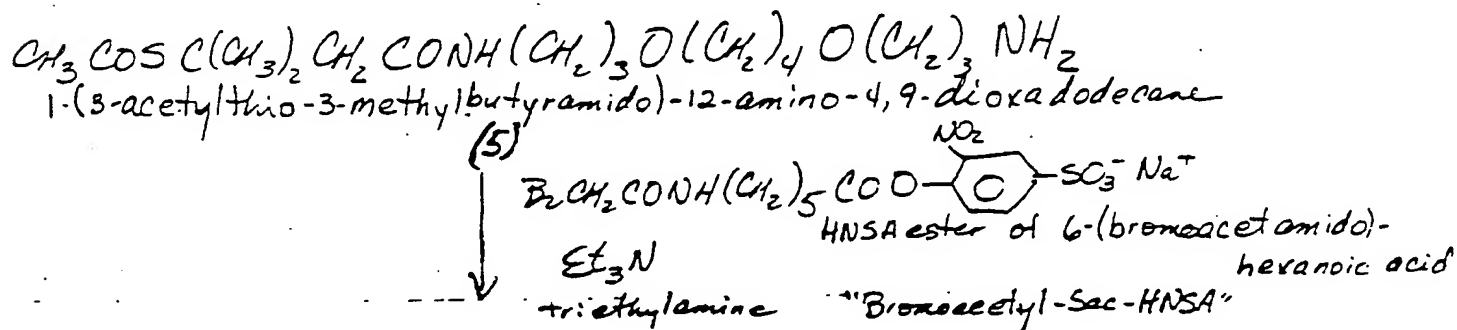 CH₃COSC(CH₃)₂CH₂CONH(CH₂)₃O(CH₂)₄O(CH₂)₃NH₂
1-(3-acetylthio-3-methylbutyramido)-12-amino-4,9-dioxadodecane
(5)
NO₂
BrCH₂CONH(CH₂)₅COO- -SO₃⁻ Na⁺
HNSA ester of 6-(bromoacetamido)-
hexanoic acid
Et₃N
triethylamine "Bromoacetyl-Sac-HNSA"